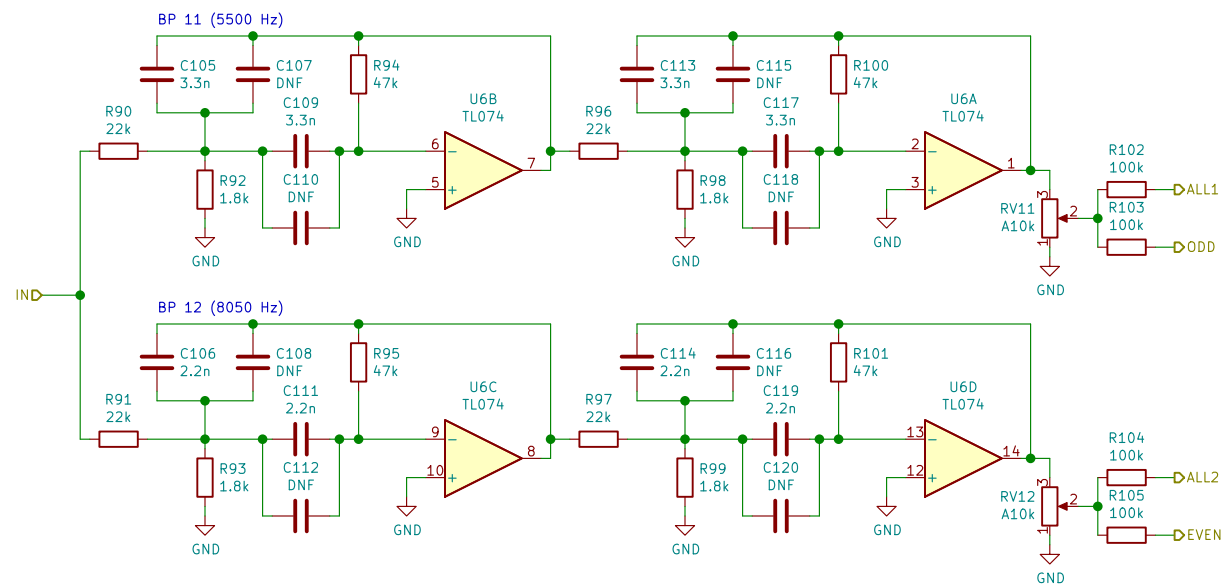 BP 11 (5500 Hz)
C105
3.3n
C107
DNF
R94
47k
C113
3.3n
C115
DNF
R100
47k
R90
22k
C109
3.3n
U6B
TL074
R96
22k
C117
3.3n
U6A
TL074
6
−
7
5
+
2
−
1
3
+
R92
1.8k
C110
DNF
R98
1.8k
C118
DNF
R102
100k
ALL1
RV11
A10k
3
2
1
R103
100k
ODD
GND
GND
GND
GND
GND
IN
BP 12 (8050 Hz)
C106
2.2n
C108
DNF
R95
47k
C114
2.2n
C116
DNF
R101
47k
R91
22k
C111
2.2n
U6C
TL074
R97
22k
C119
2.2n
U6D
TL074
9
−
8
10
+
13
−
14
12
+
R93
1.8k
C112
DNF
R99
1.8k
C120
DNF
R104
100k
ALL2
RV12
A10k
3
2
1
R105
100k
EVEN
GND
GND
GND
GND
GND